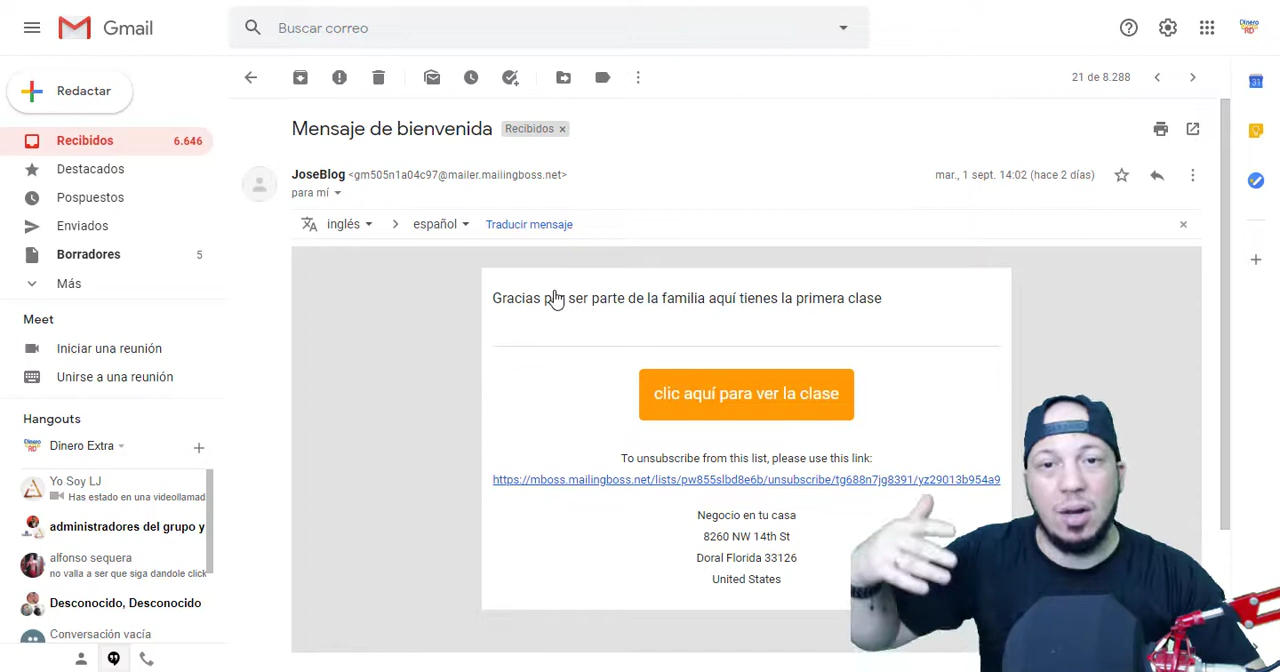 Gmail
Buscar correo
Dinero
RD
Redactar
21 de 8.288
31
Recibidos 6.646
Mensaje de bienvenida
Recibidos x
Destacados
JoseBlog <gm505n1a04c97@mailer.mailingboss.net>
mar., 1 sept. 14:02 (hace 2 días)
para mí
Pospuestos
Enviados
inglés > español Traducir mensaje
Borradores 5
Más
Gracias por ser parte de la familia aquí tienes la primera clase
Meet
Iniciar una reunión
Unirse a una reunión
clic aquí para ver la clase
Hangouts
Dinero Extra
To unsubscribe from this list, please use this link:
https://mboss.mailingboss.net/lists/pw855slbd8e6b/unsubscribe/tg688n7jg8391/yz29013b954a9
Yo Soy LJ
Has estado en una videollamad
Negocio en tu casa
administradores del grupo y
8260 NW 14th St
alfonso sequera
Doral Florida 33126
no valla a ser que siga dandole click
United States
Desconocido, Desconocido
Conversación vacía